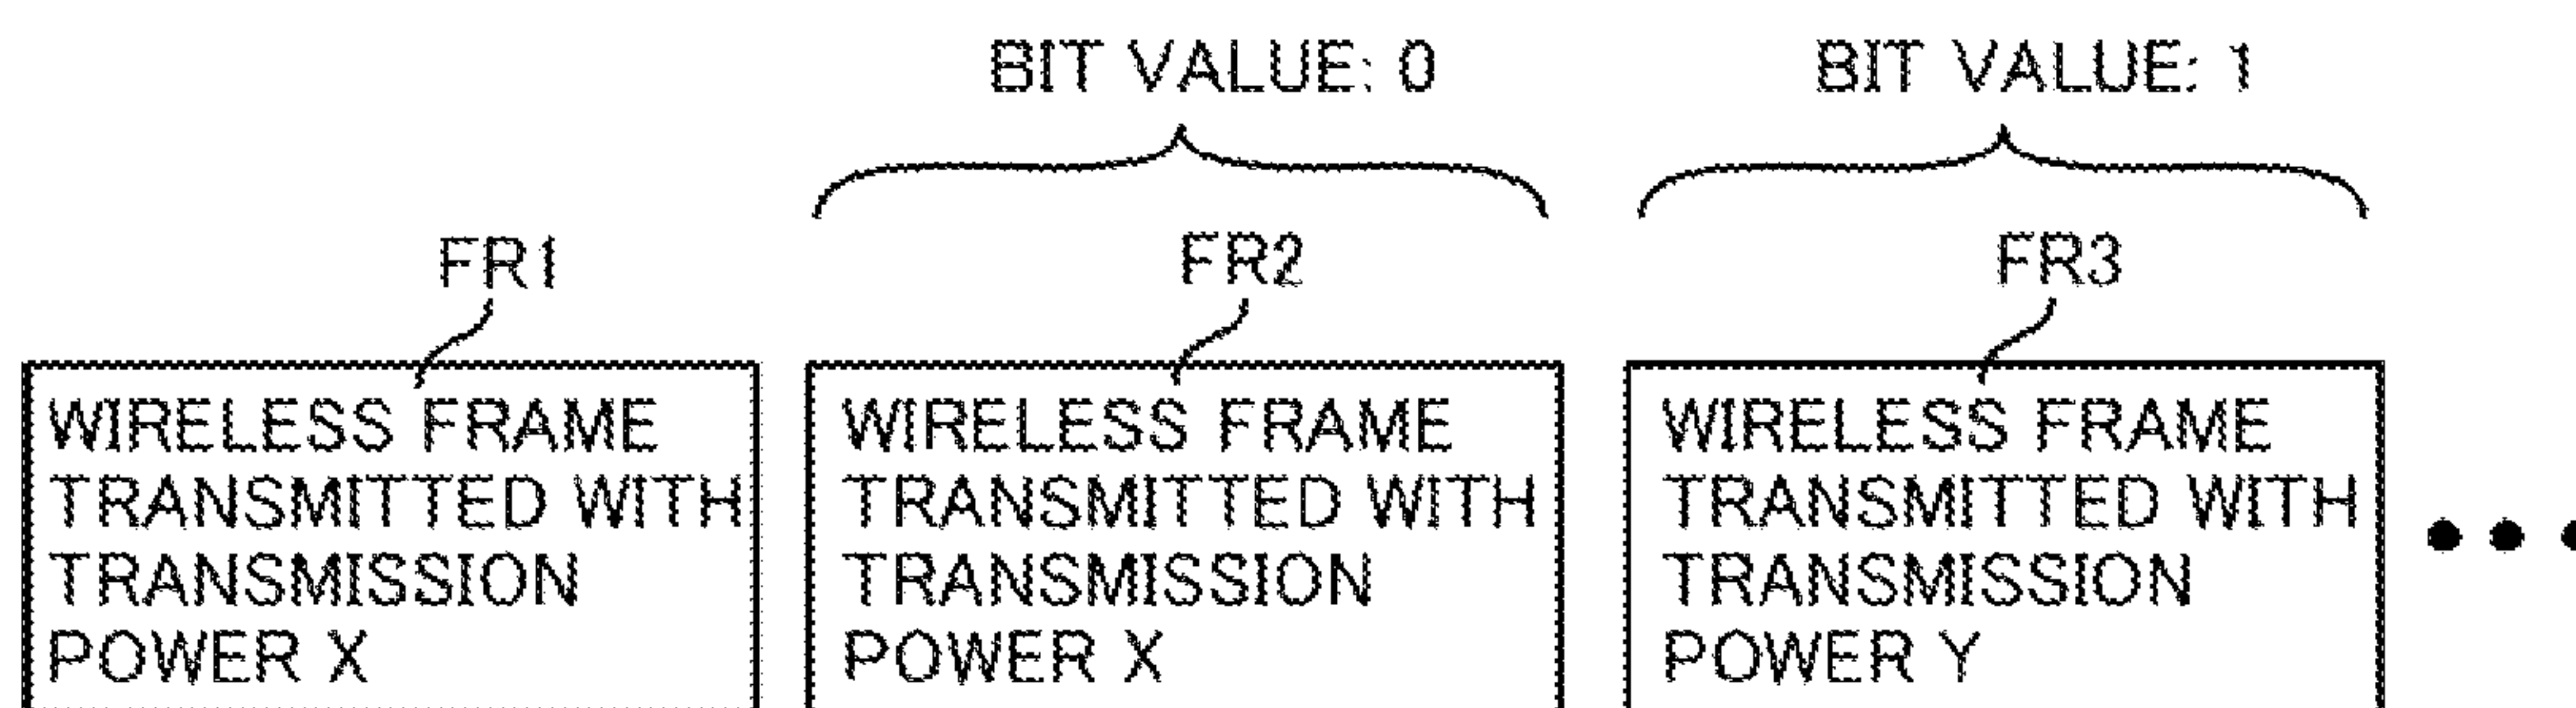 BIT VALUE: 0
BIT VALUE: 1
FR1
FR2
FR3
WIRELESS FRAME
TRANSMITTED WITH
TRANSMISSION
POWER X
WIRELESS FRAME
TRANSMITTED WITH
TRANSMISSION
POWER X
WIRELESS FRAME
TRANSMITTED WITH
TRANSMISSION
POWER Y